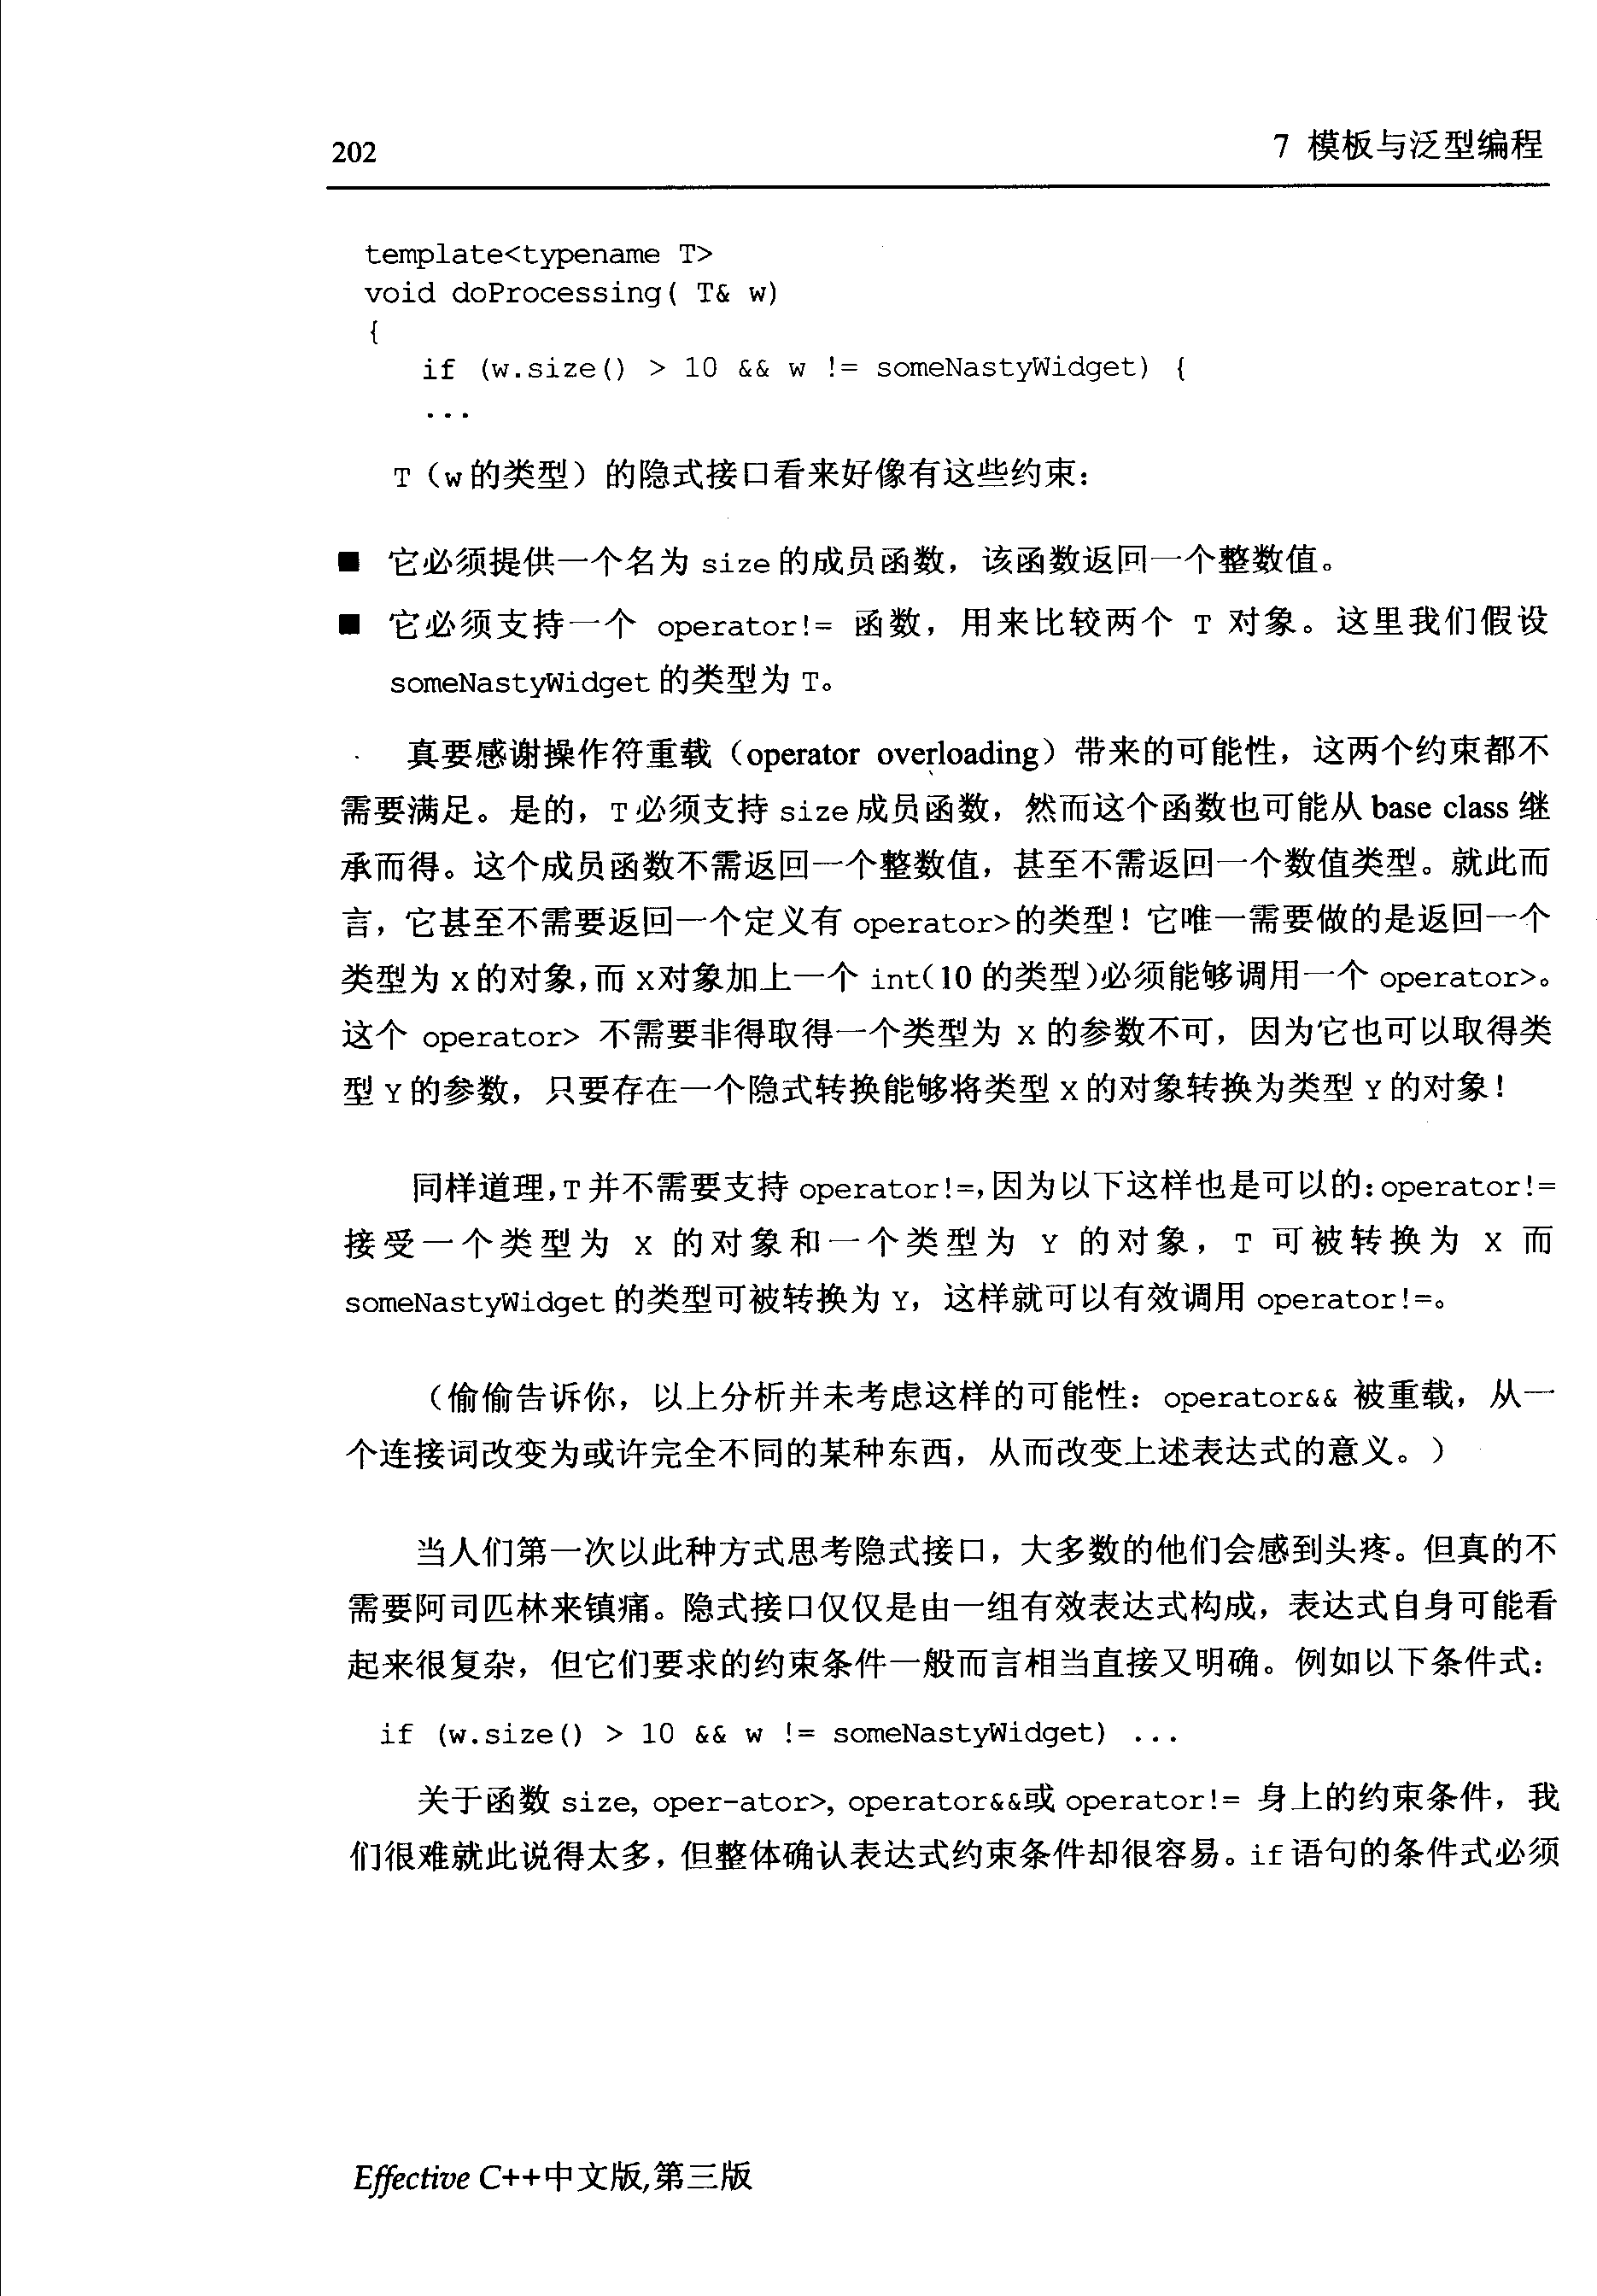 202
7 模板与泛型编程
template<typename T>
void doProcessing( T& w)
{
if (w.size() > 10 && w != someNastyWidget) {
...
T（w的类型）的隐式接口看来好像有这些约束：
■ 它必须提供一个名为 size 的成员函数，该函数返回一个整数值。
■ 它必须支持一个 operator!= 函数，用来比较两个 T 对象。这里我们假设
someNastyWidget 的类型为 T。
真要感谢操作符重载（operator overloading）带来的可能性，这两个约束都不
需要满足。是的，T必须支持 size成员函数，然而这个函数也可能从 base class 继
承而得。这个成员函数不需返回一个整数值，甚至不需返回一个数值类型。就此而
言，它甚至不需要返回一个定义有 operator>的类型！它唯一需要做的是返回一个
类型为 X 的对象，而 X对象加上一个 int(10 的类型)必须能够调用一个 operator>。
这个 operator> 不需要非得取得一个类型为 X 的参数不可，因为它也可以取得类
型 Y 的参数，只要存在一个隐式转换能够将类型 X 的对象转换为类型 Y 的对象！
同样道理，T 并不需要支持 operator!=，因为以下这样也是可以的：operator!=
接受一个类型为 X 的对象和一个类型为 Y 的对象，T 可被转换为 X 而
someNastyWidget 的类型可被转换为 Y，这样就可以有效调用 operator!=。
（偷偷告诉你，以上分析并未考虑这样的可能性：operator&& 被重载，从一
个连接词改变为或许完全不同的某种东西，从而改变上述表达式的意义。）
当人们第一次以此种方式思考隐式接口，大多数的他们会感到头疼。但真的不
需要阿司匹林来镇痛。隐式接口仅仅是由一组有效表达式构成，表达式自身可能看
起来很复杂，但它们要求的约束条件一般而言相当直接又明确。例如以下条件式：
if (w.size() > 10 && w != someNastyWidget) ...
关于函数 size, oper-ator>, operator&&或 operator!= 身上的约束条件，我
们很难就此说得太多，但整体确认表达式约束条件却很容易。if 语句的条件式必须
Effective C++中文版,第三版